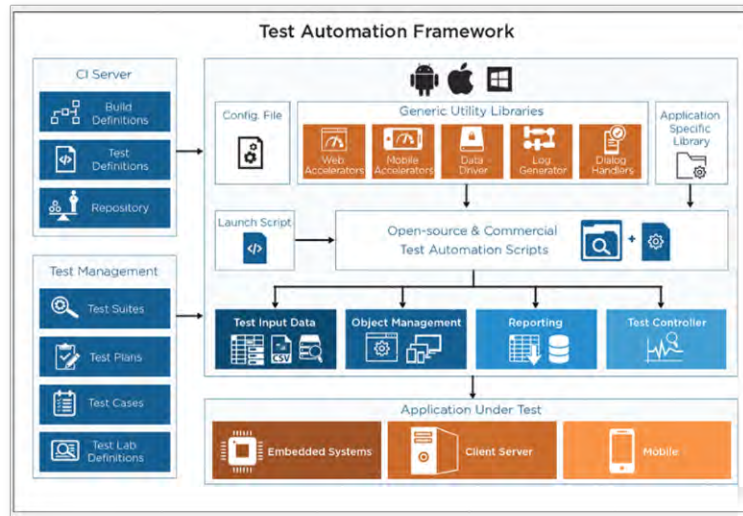 Test Automation Framework
CI Server
Build
Definitions
Test
Definitions
Repository
Test Management
Test Suites
Test Plans
Test Cases
Test Lab
Definitions
Config. File
Generic Utility Libraries
Web
Accelerators
Mobile
Accelerators
Data
Driver
Log
Generator
Dialog
Handlers
Application
Specific
Library
Launch Script
Open-source & Commercial
Test Automation Scripts
+
Test Input Data
CSV
Object Management
Reporting
Test Controller
Application Under Test
Embedded Systems
Client Server
Mobile